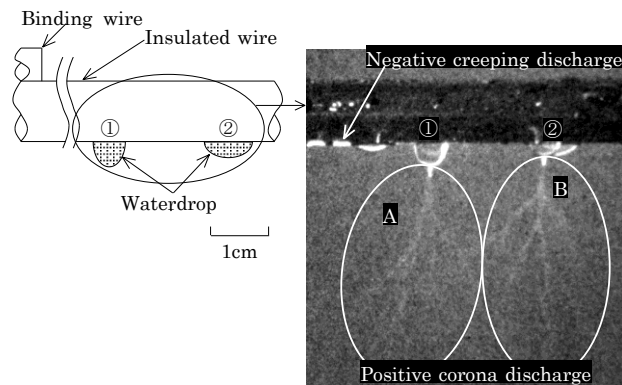 Binding wire
Insulated wire
① ②
Waterdrop
1cm
Negative creeping discharge
① ②
A
B
Positive corona discharge